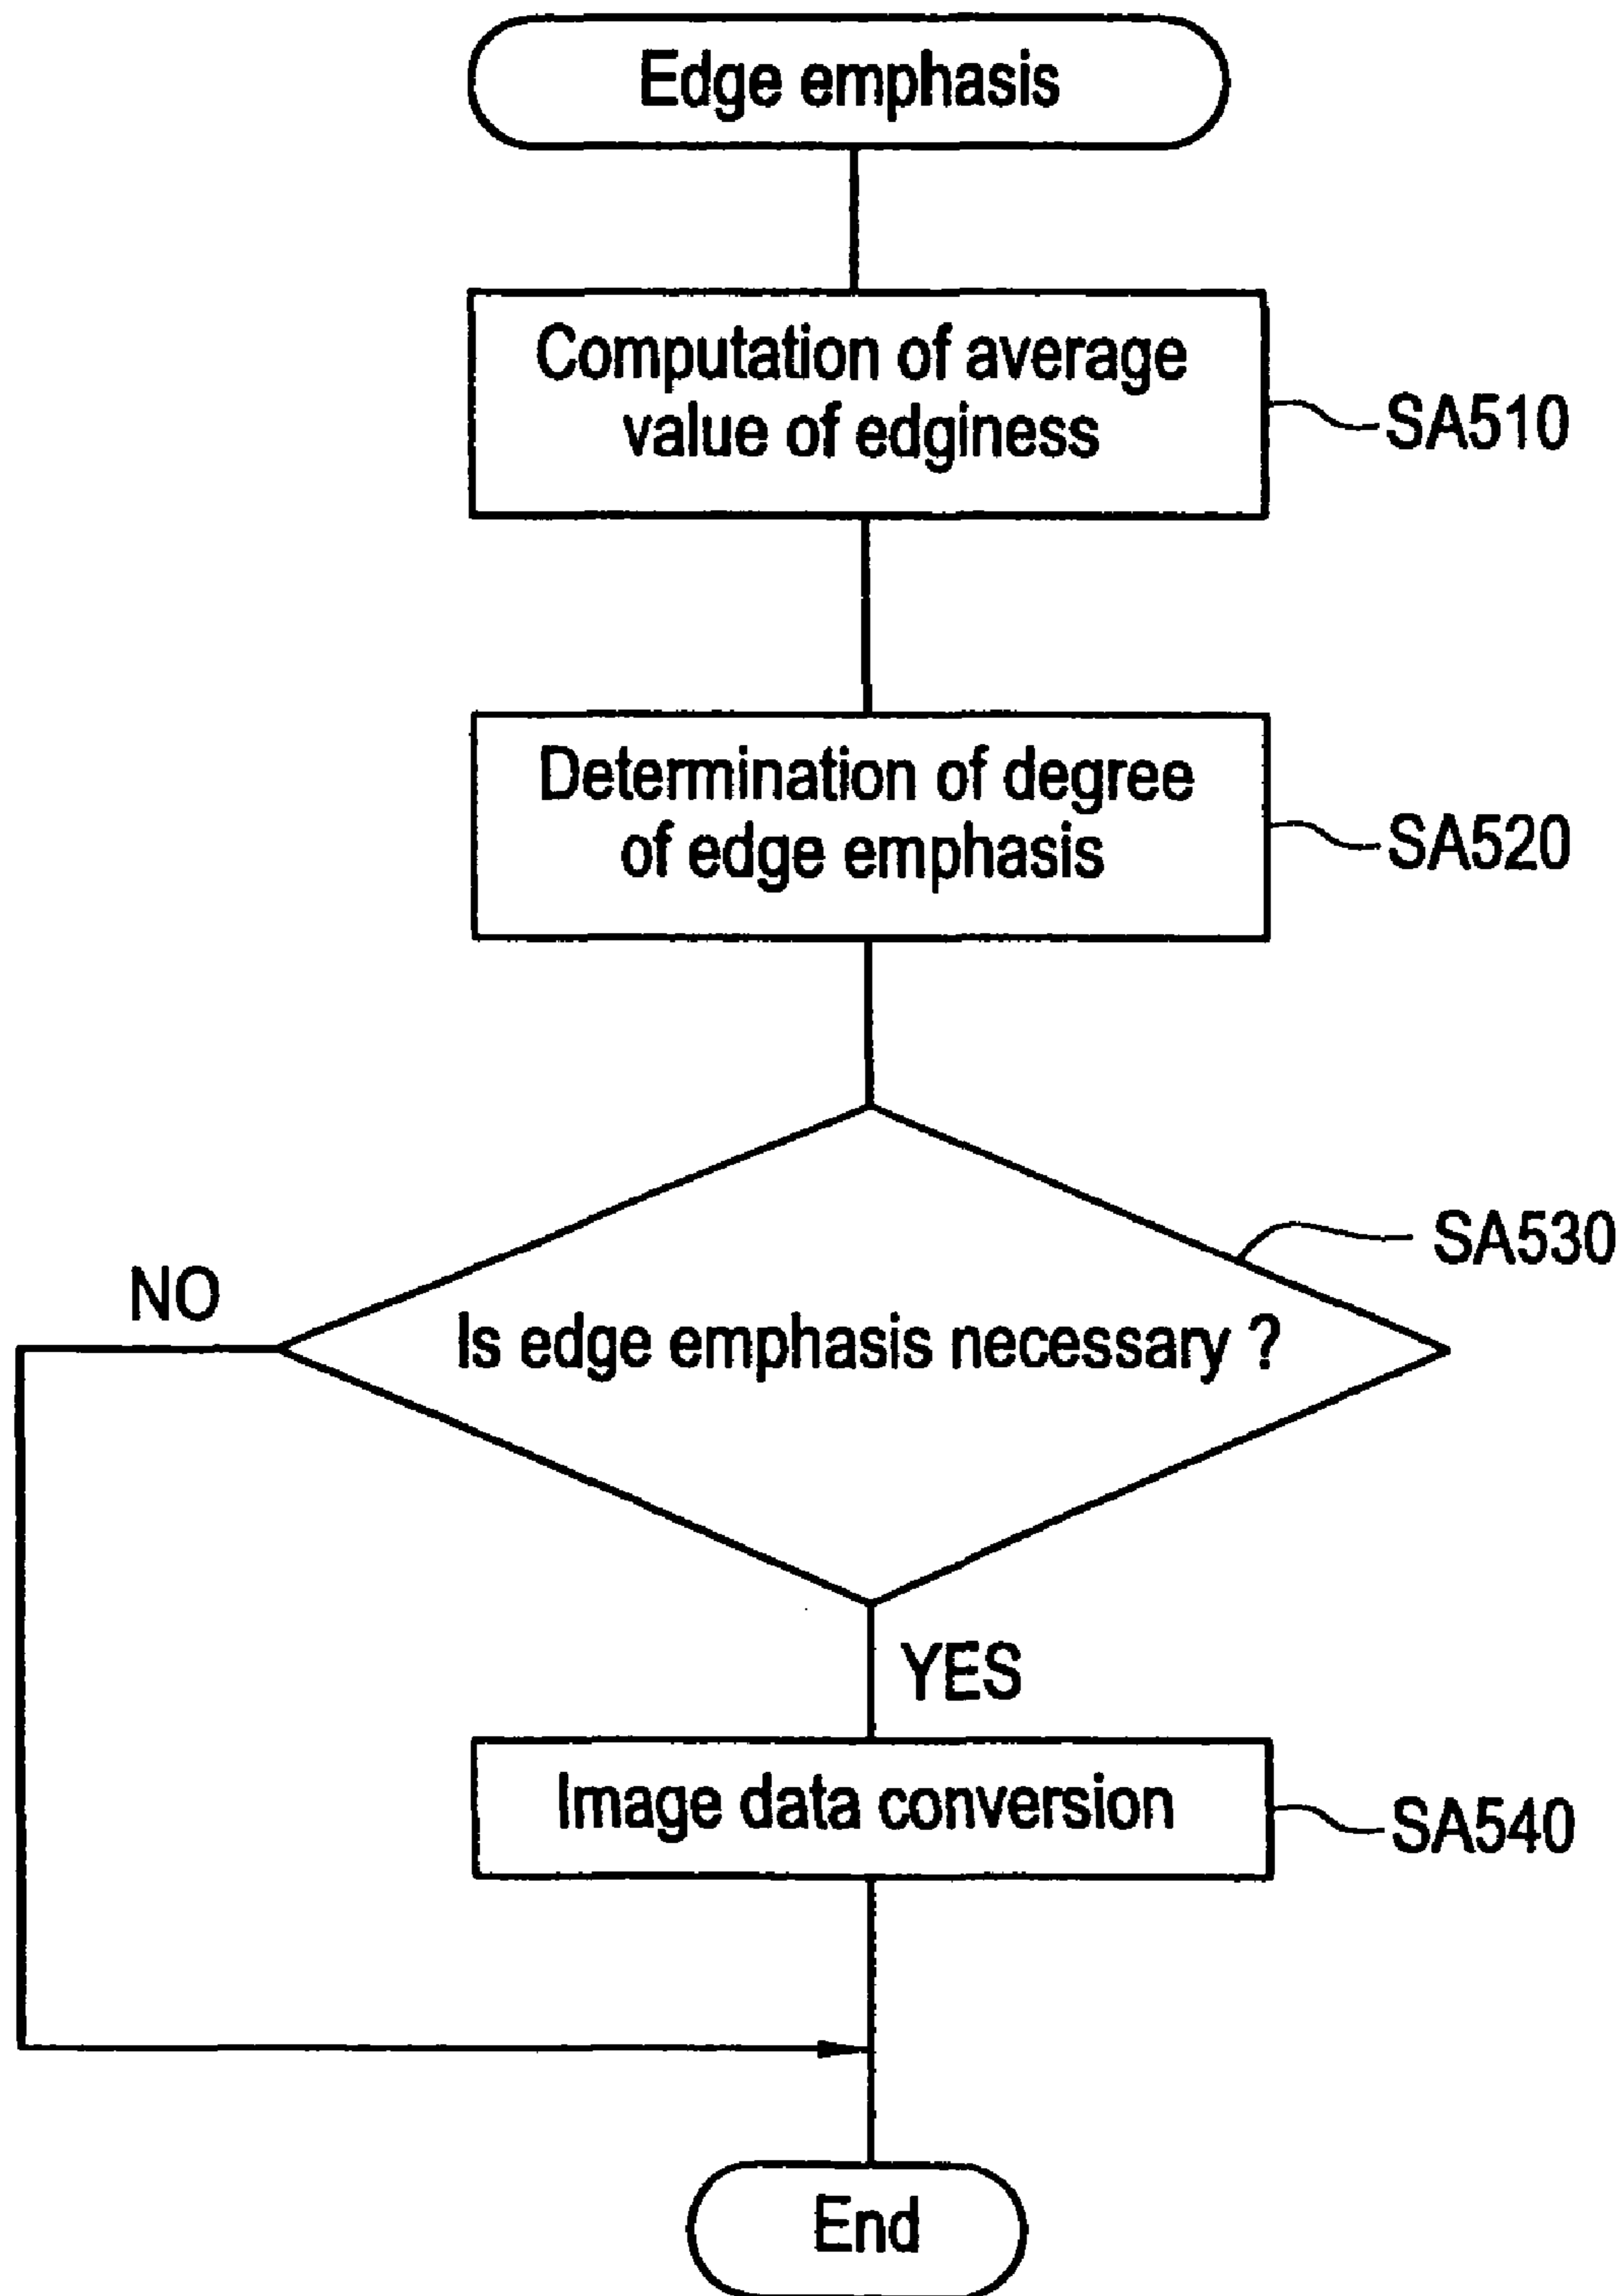 Edge emphasis
Computation of average
value of edginess
SA510
Determination of degree
of edge emphasis
SA520
SA530
NO
Is edge emphasis necessary ?
YES
Image data conversion
SA540
End